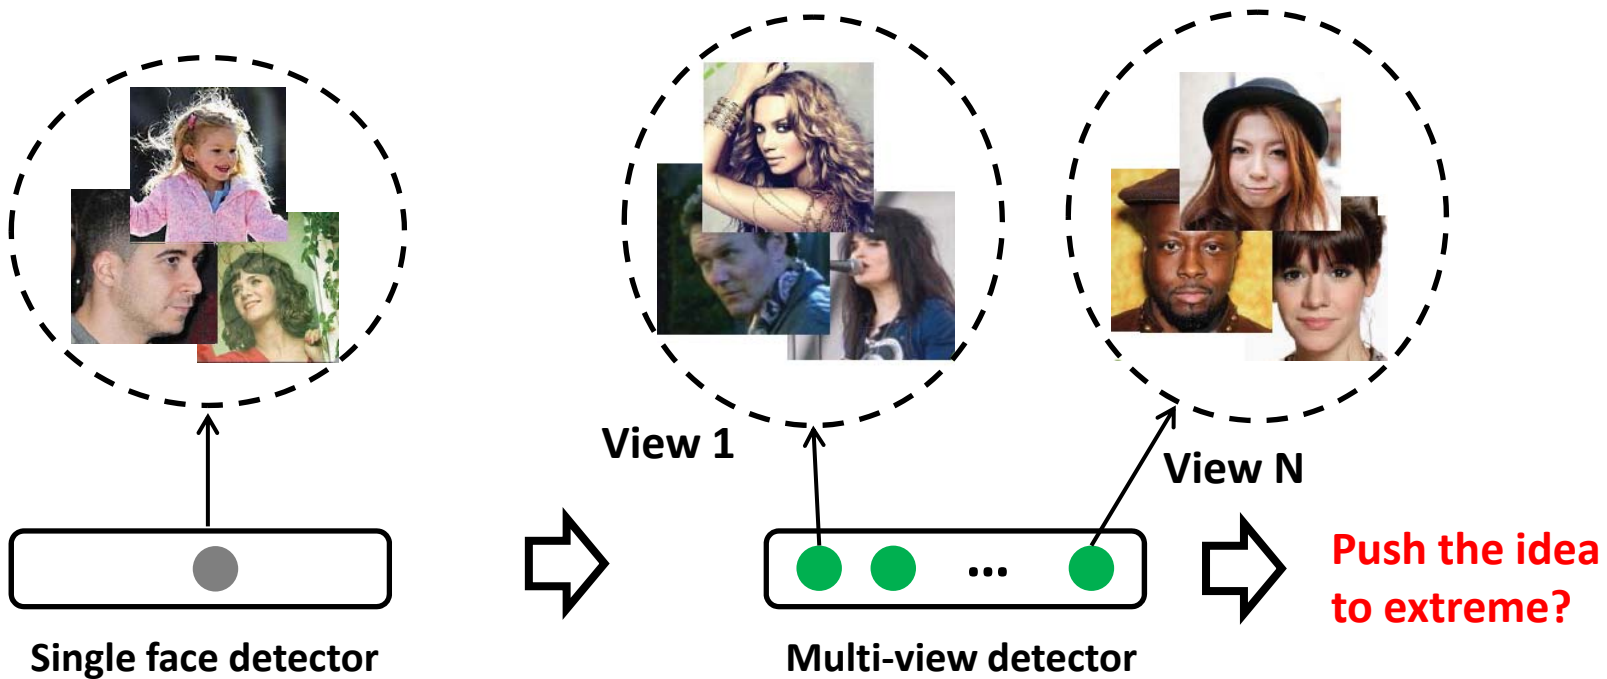 View 1
View N
...
Push the idea
to extreme?
Single face detector
Multi-view detector